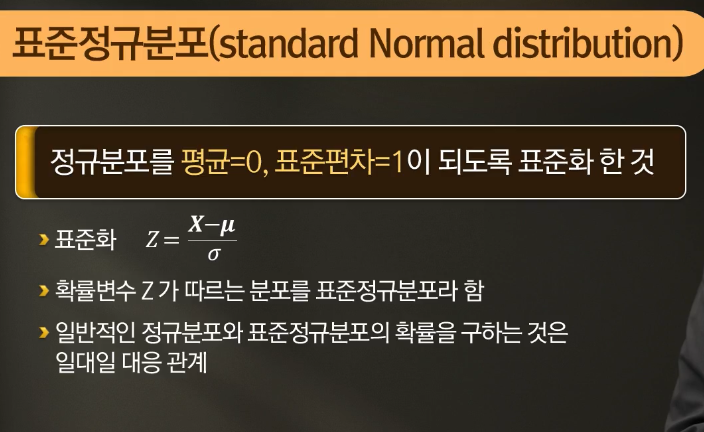 표준정규분포(standard Normal distribution)
정규분포를 평균=0, 표준편차=1이 되도록 표준화 한 것
표준화 Z = (X−μ)/σ
확률변수 Z 가 따르는 분포를 표준정규분포라 함
일반적인 정규분포와 표준정규분포의 확률을 구하는 것은
일대일 대응 관계